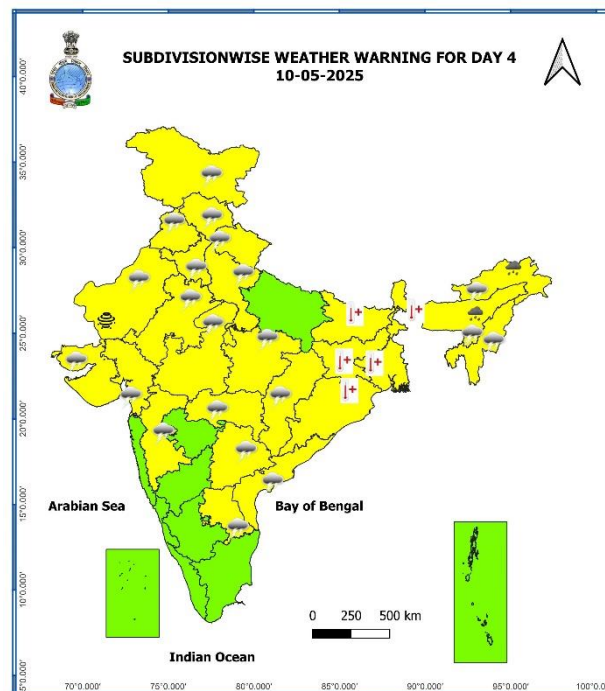 SUBDIVISIONWISE WEATHER WARNING FOR DAY 4
10-05-2025
40°0.000'
35°0.000'
30°0.000'
25°0.000'
20°0.000'
15°0.000'
10°0.000'
5°0.000'
Arabian Sea
Bay of Bengal
0 250 500 km
Indian Ocean
70°0.000' 75°0.000' 80°0.000' 85°0.000' 90°0.000' 95°0.000' 100°0.0